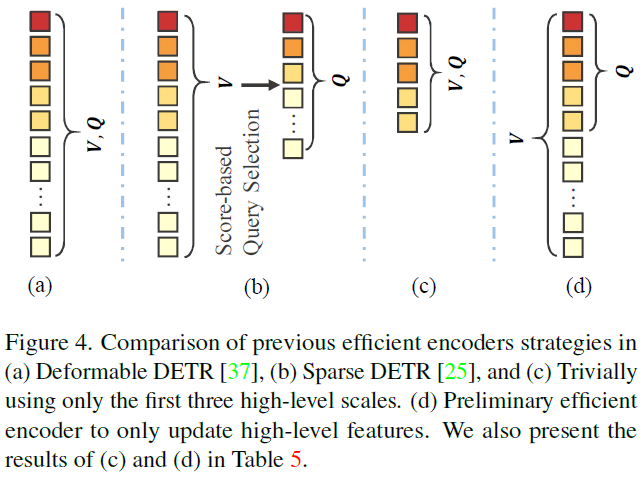 V, Q
V
Score-based
Query Selection
Q
V, Q
V
Q
(a)
(b)
(c)
(d)
Figure 4. Comparison of previous efficient encoders strategies in
(a) Deformable DETR [37], (b) Sparse DETR [25], and (c) Trivially
using only the first three high-level scales. (d) Preliminary efficient
encoder to only update high-level features. We also present the
results of (c) and (d) in Table 5.